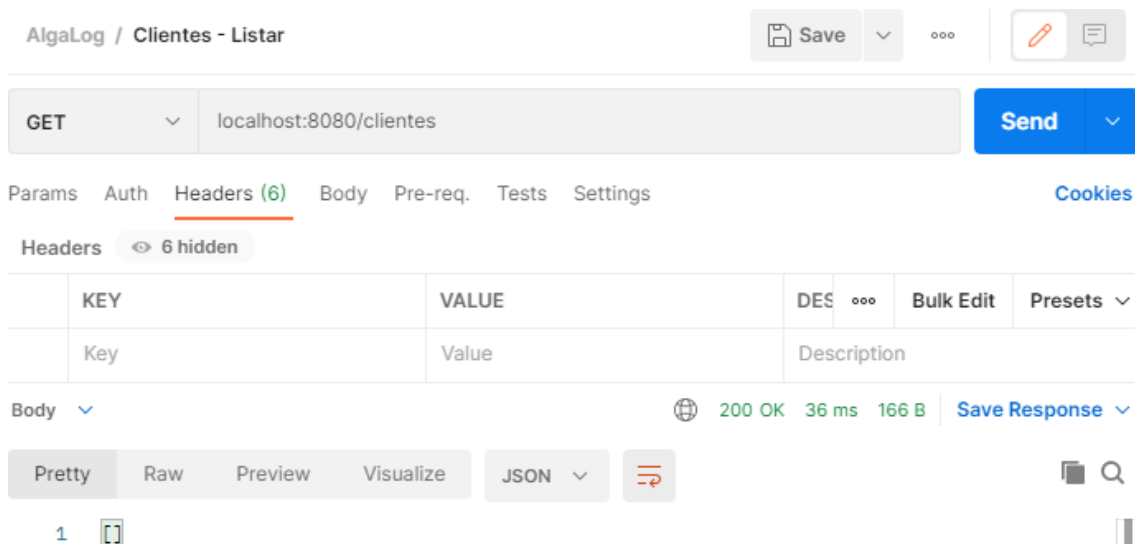 AlgaLog / Clientes - Listar Save ooo
GET localhost:8080/clientes Send
Params Auth Headers (6) Body Pre-req. Tests Settings Cookies
Headers 6 hidden
KEY VALUE DES ooo Bulk Edit Presets
Key Value Description
Body 200 OK 36 ms 166 B Save Response
Pretty Raw Preview Visualize JSON
1 []